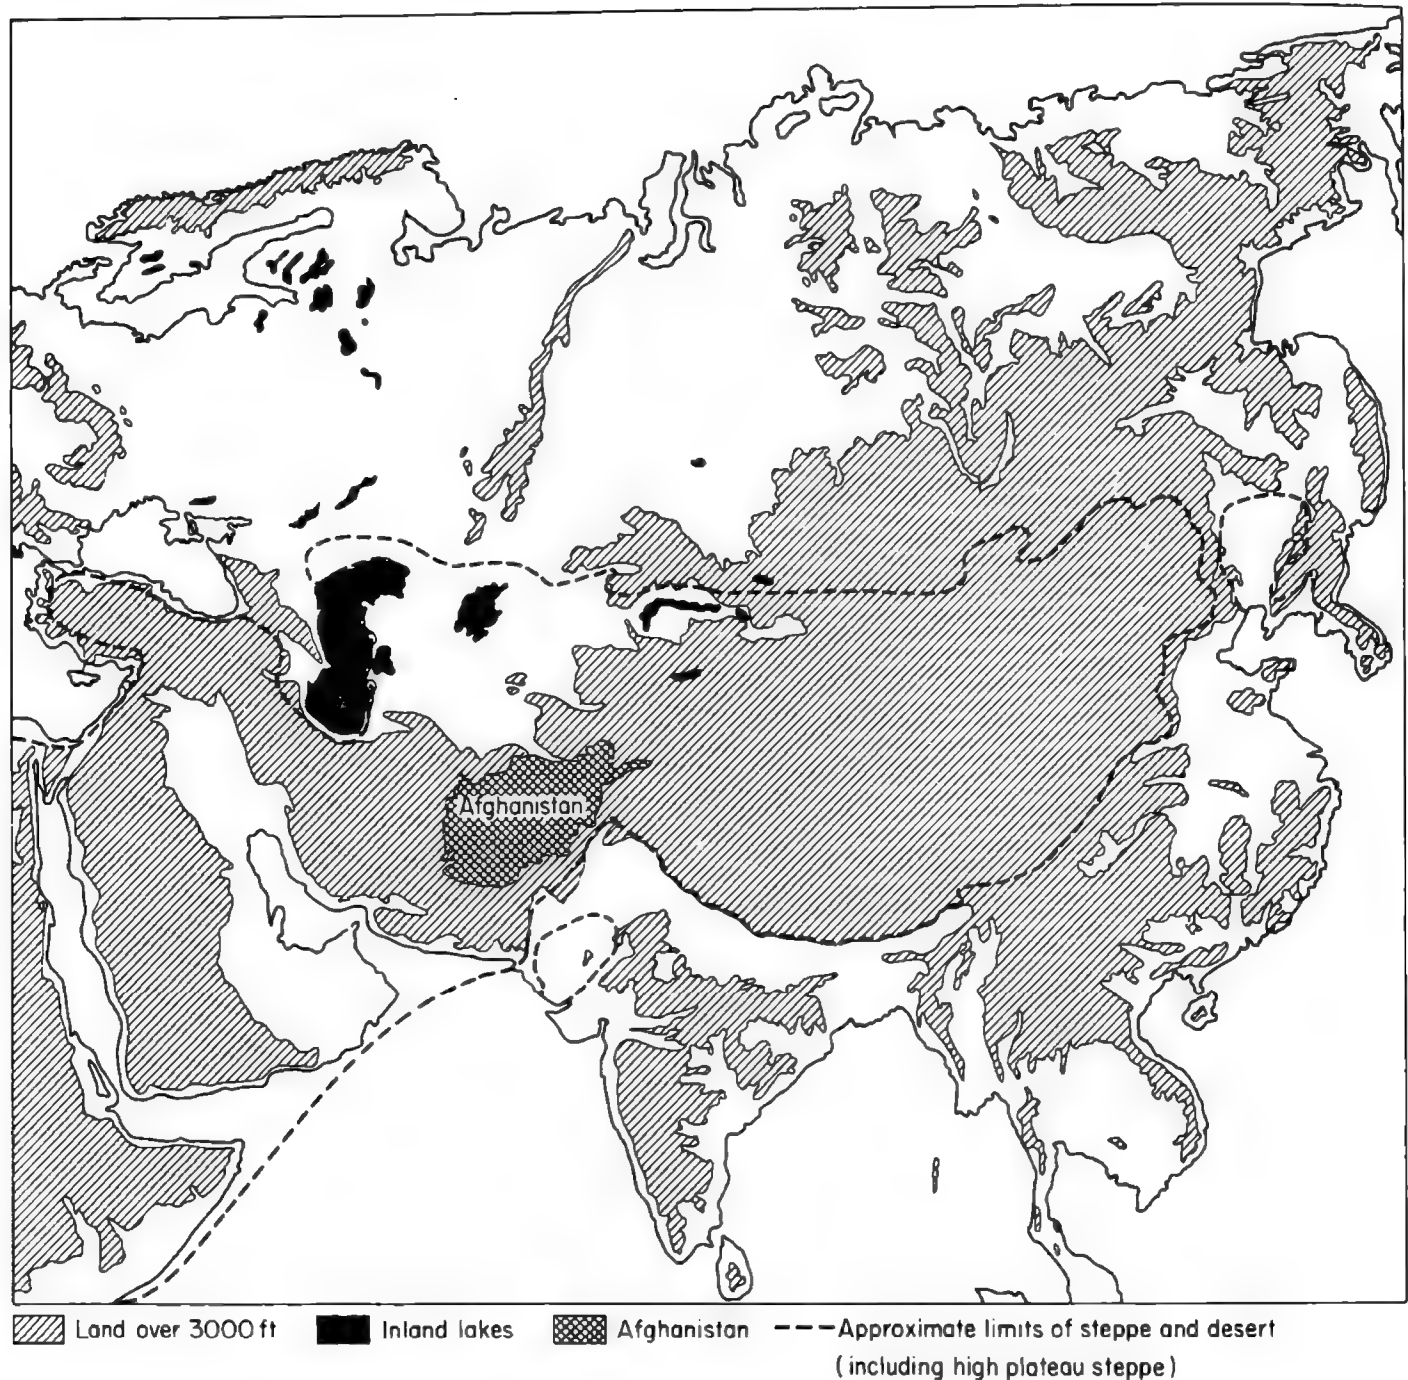 Afghanistan
Land over 3000 ft Inland lakes Afghanistan Approximate limits of steppe and desert
(including high plateau steppe)